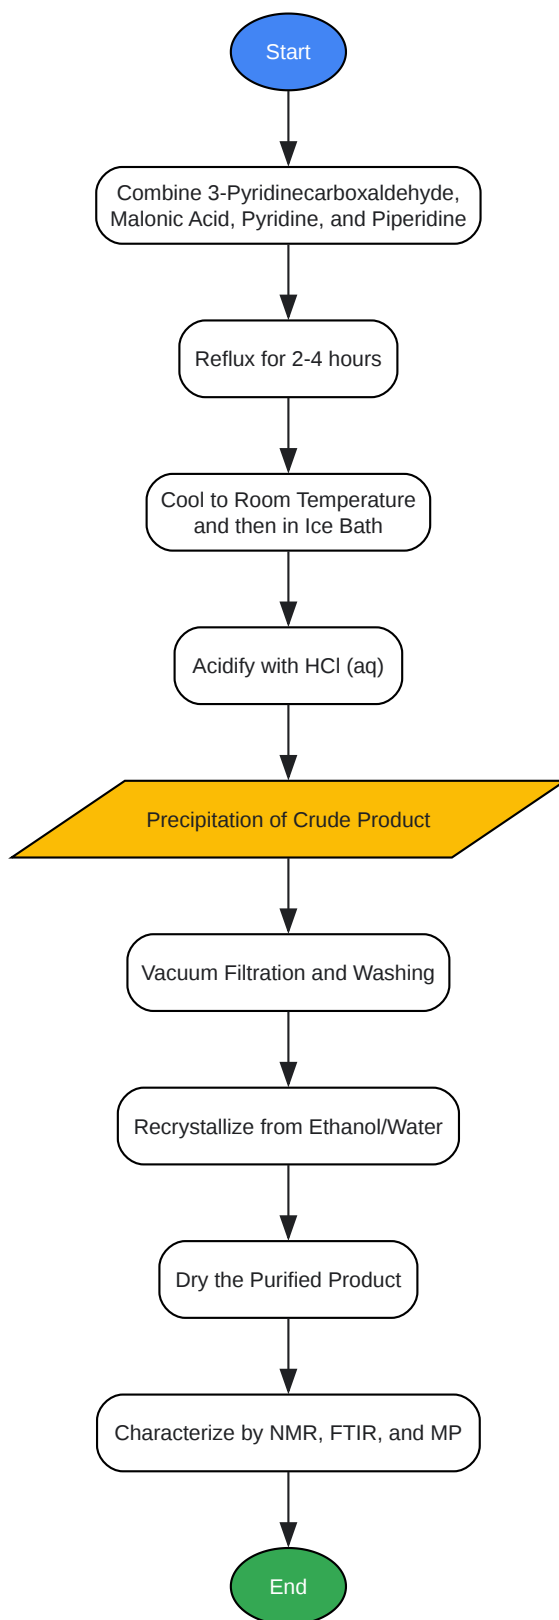 Start
Combine 3-Pyridinecarboxaldehyde,
Malonic Acid, Pyridine, and Piperidine
Reflux for 2-4 hours
Cool to Room Temperature
and then in Ice Bath
Acidify with HCl (aq)
Precipitation of Crude Product
Vacuum Filtration and Washing
Recrystallize from Ethanol/Water
Dry the Purified Product
Characterize by NMR, FTIR, and MP
End